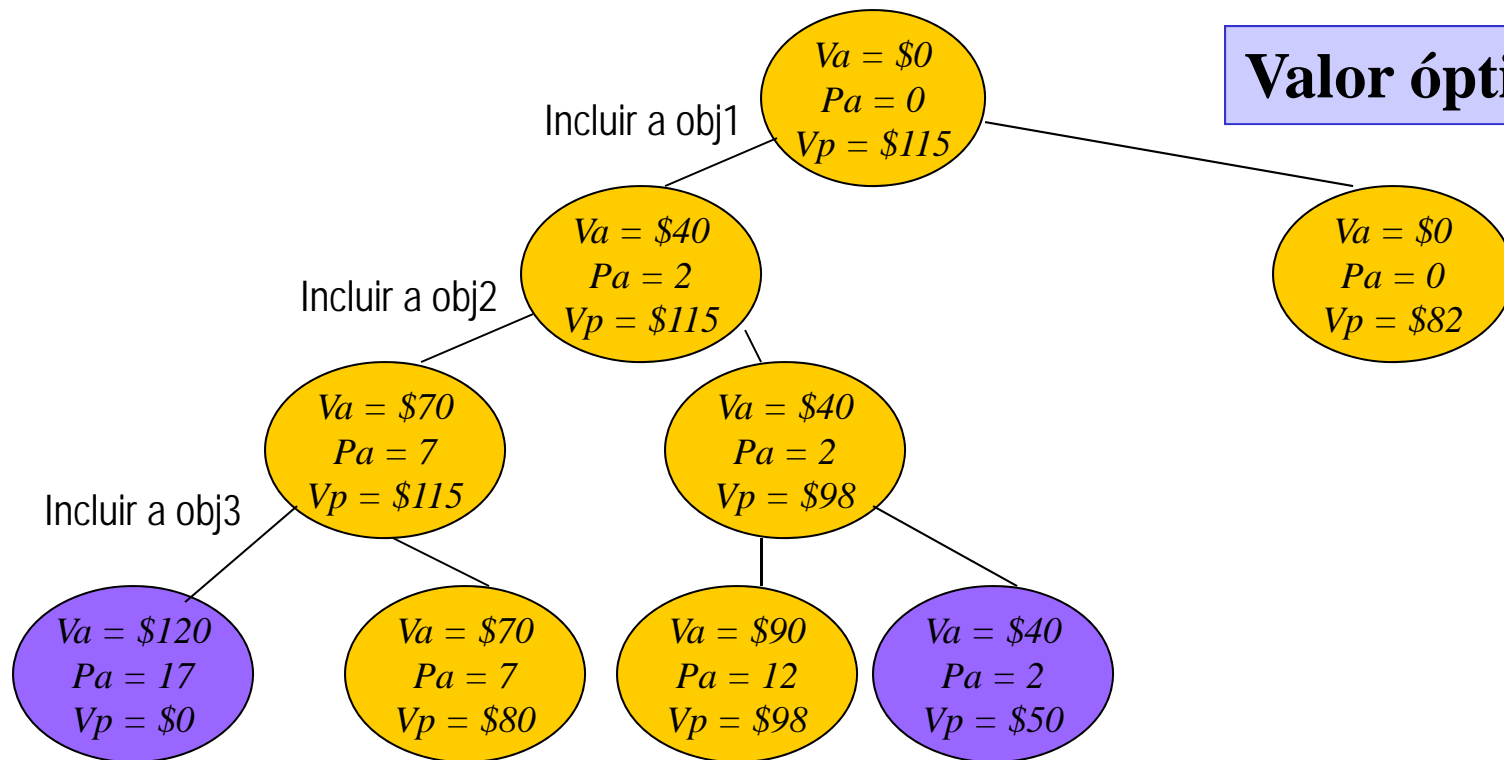 Va = $0
Pa = 0
Vp = $115
Valor ópti
Incluir a obj1
Va = $40
Pa = 2
Vp = $115
Va = $0
Pa = 0
Vp = $82
Incluir a obj2
Va = $70
Pa = 7
Vp = $115
Va = $40
Pa = 2
Vp = $98
Incluir a obj3
Va = $120
Pa = 17
Vp = $0
Va = $70
Pa = 7
Vp = $80
Va = $90
Pa = 12
Vp = $98
Va = $40
Pa = 2
Vp = $50